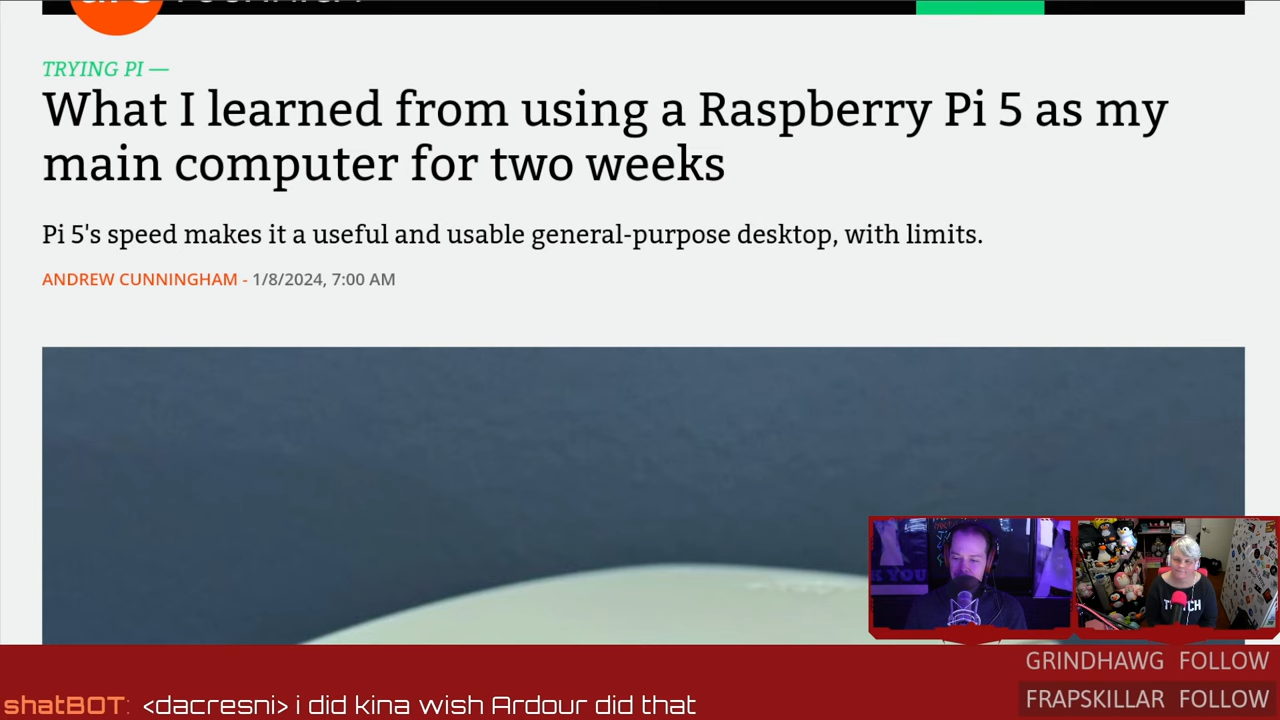 TRYING PI —
What I learned from using a Raspberry Pi 5 as my
main computer for two weeks
Pi 5's speed makes it a useful and usable general-purpose desktop, with limits.
ANDREW CUNNINGHAM - 1/8/2024, 7:00 AM
K YOU
GRINDHAWG FOLLOW
shatBOT: <dacresni> i did kina wish Ardour did that
FRAPSKILLAR FOLLOW